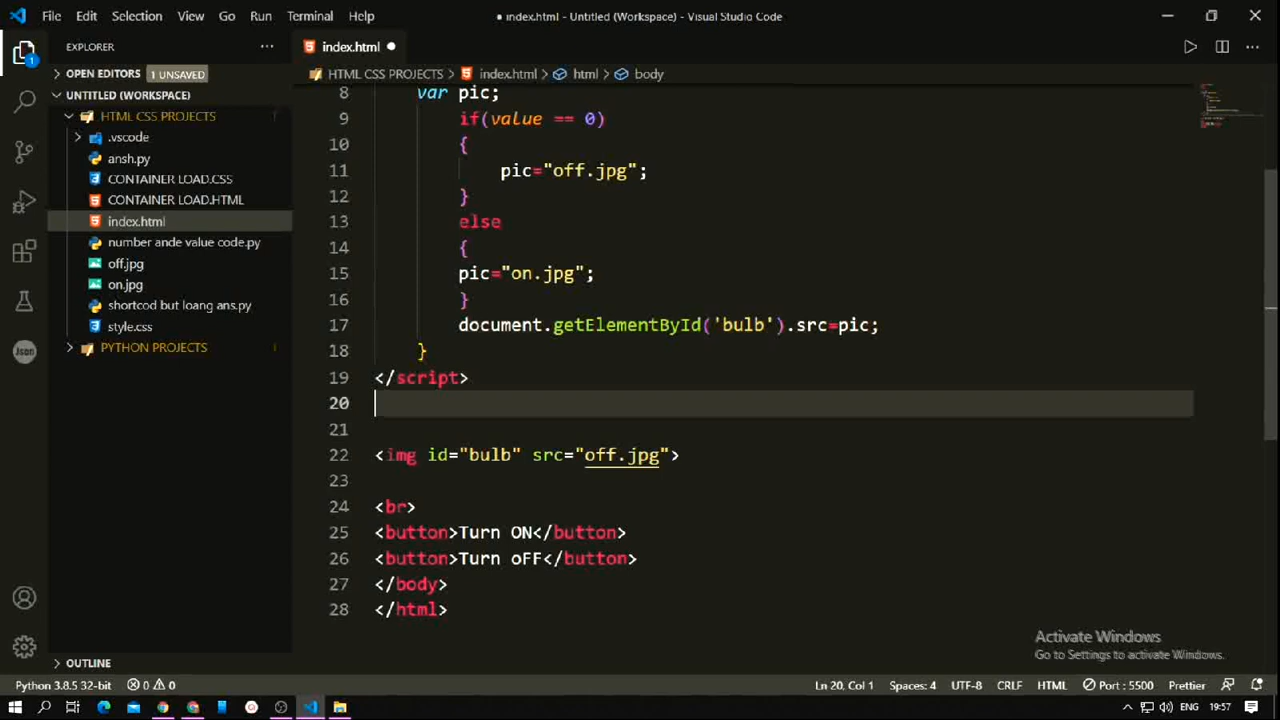 File Edit Selection View Go Run Terminal Help
● index.html - Untitled (Workspace) - Visual Studio Code
EXPLORER
OPEN EDITORS 1 UNSAVED
UNTITLED (WORKSPACE)
HTML CSS PROJECTS
.vscode
ansh.py
CONTAINER LOAD.CSS
CONTAINER LOAD.HTML
index.html
number ande value code.py
off.jpg
on.jpg
shortcod but loang ans.py
style.css
PYTHON PROJECTS
OUTLINE
1
Json
index.html ●
HTML CSS PROJECTS > index.html > html > body
8 var pic;
9 if(value == 0)
10 {
11 pic="off.jpg";
12 }
13 else
14 {
15 pic="on.jpg";
16 }
17 document.getElementById('bulb').src=pic;
18 }
19 </script>
20
21
22 <img id="bulb" src="off.jpg">
23
24 <br>
25 <button>Turn ON</button>
26 <button>Turn oFF</button>
27 </body>
28 </html>
Activate Windows
Go to Settings to activate Windows.
Python 3.8.5 32-bit 0 0 Ln 20, Col 1 Spaces: 4 UTF-8 CRLF HTML Port : 5500 Prettier
ENG 19:57